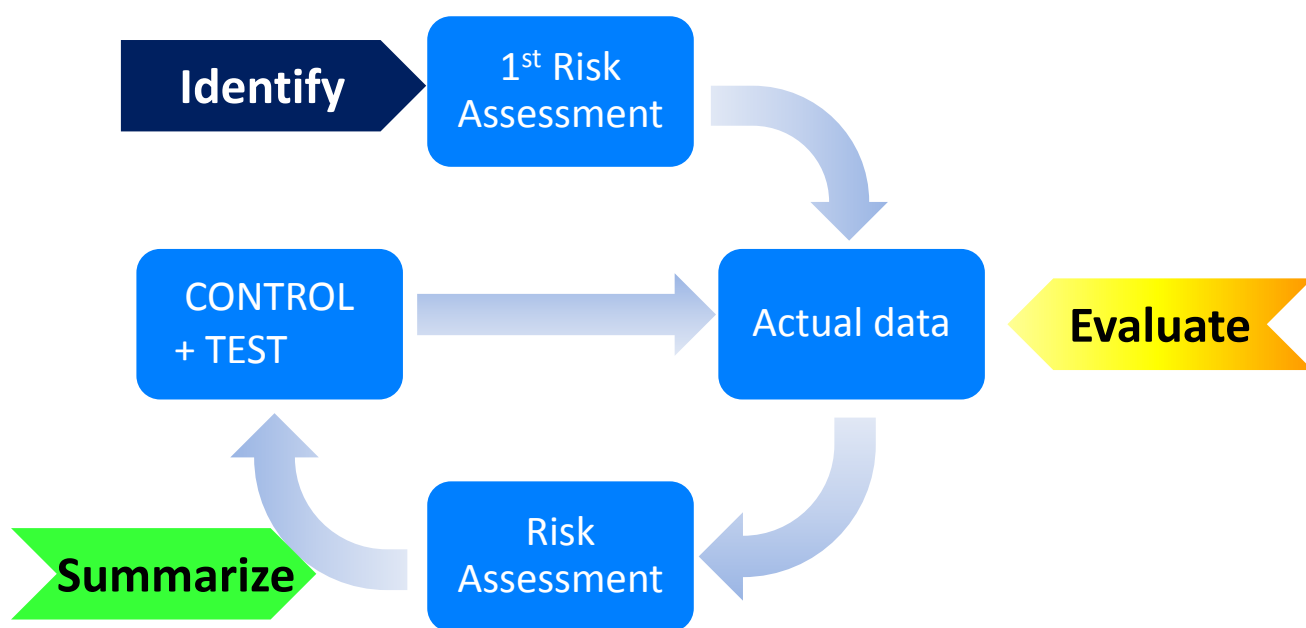 Identify
1st Risk
Assessment
CONTROL
+ TEST
Actual data
Evaluate
Risk
Assessment
Summarize